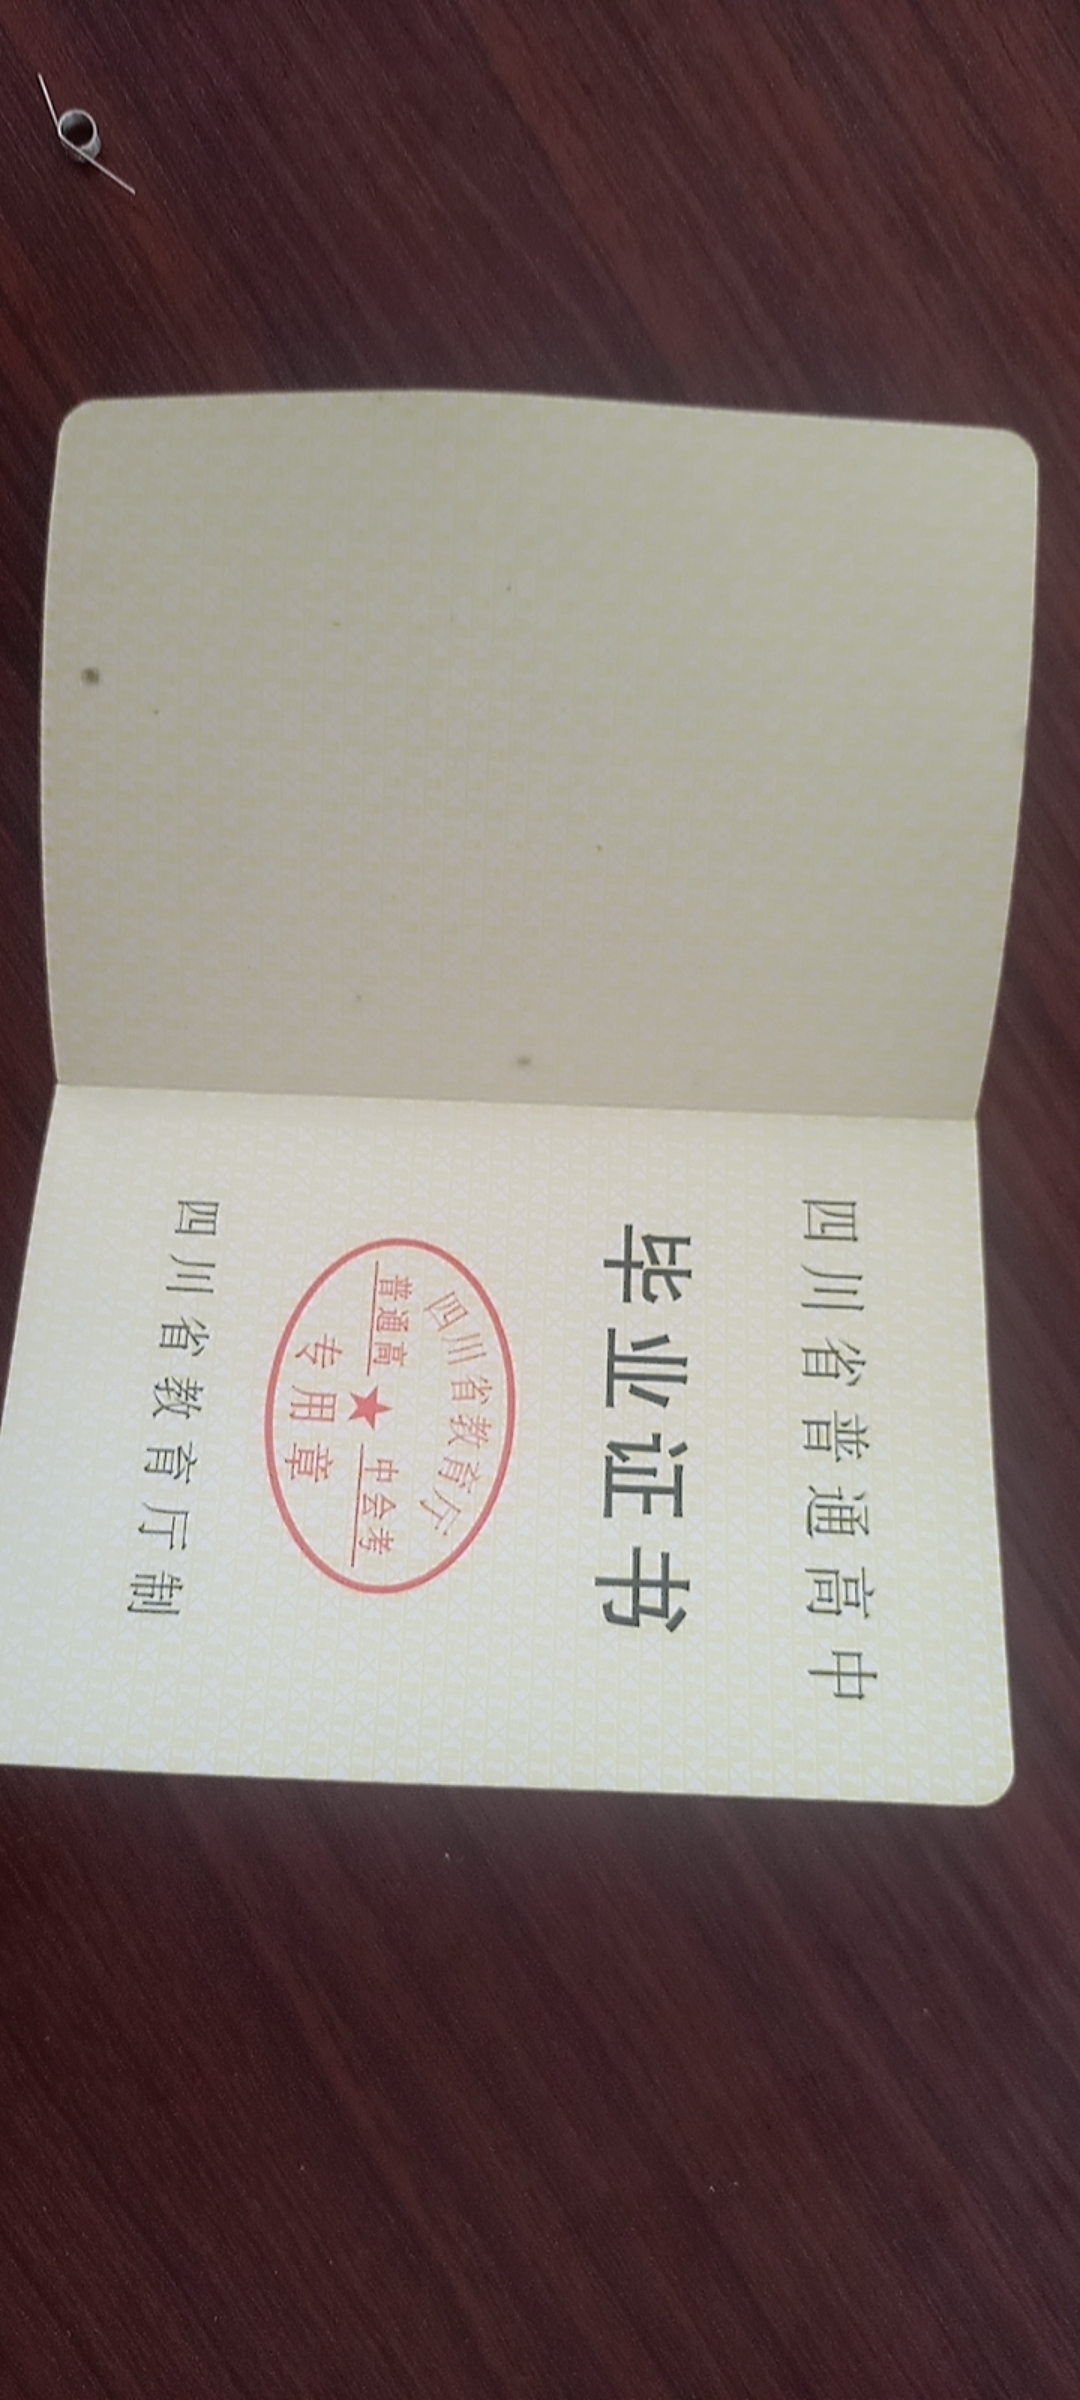 四川省普通高中
毕业证书
四川省教育厅
普通高 中会考
专用章
四川省教育厅制